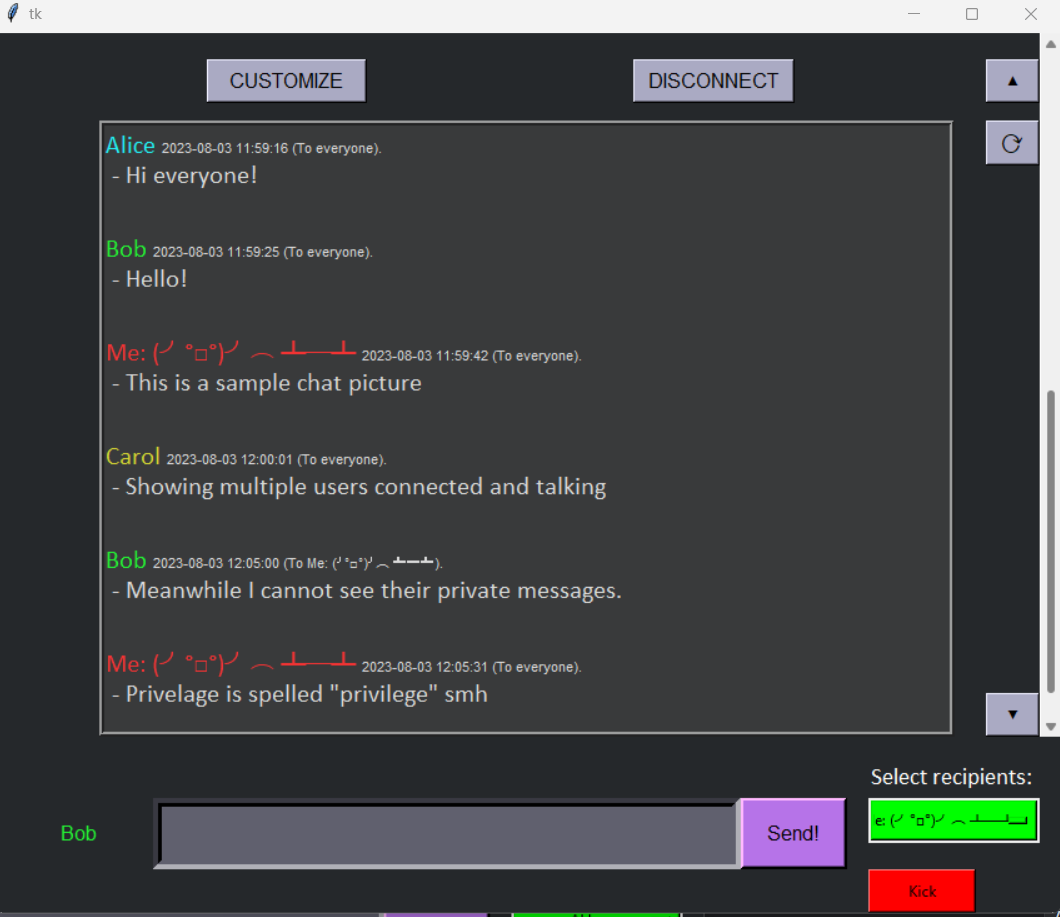 tk
CUSTOMIZE
DISCONNECT
▲
Alice 2023-08-03 11:59:16 (To everyone).
- Hi everyone!
Bob 2023-08-03 11:59:25 (To everyone).
- Hello!
Me: (╯°□°)╯︵ ┻━┻ 2023-08-03 11:59:42 (To everyone).
- This is a sample chat picture
Carol 2023-08-03 12:00:01 (To everyone).
- Showing multiple users connected and talking
Bob 2023-08-03 12:05:00 (To Me: (╯°□°)╯︵ ┻━┻).
- Meanwhile I cannot see their private messages.
Me: (╯°□°)╯︵ ┻━┻ 2023-08-03 12:05:31 (To everyone).
- Privelage is spelled "privilege" smh
▼
Select recipients:
Bob
Send!
e: (╯°□°)╯︵ ┻━┻
Kick